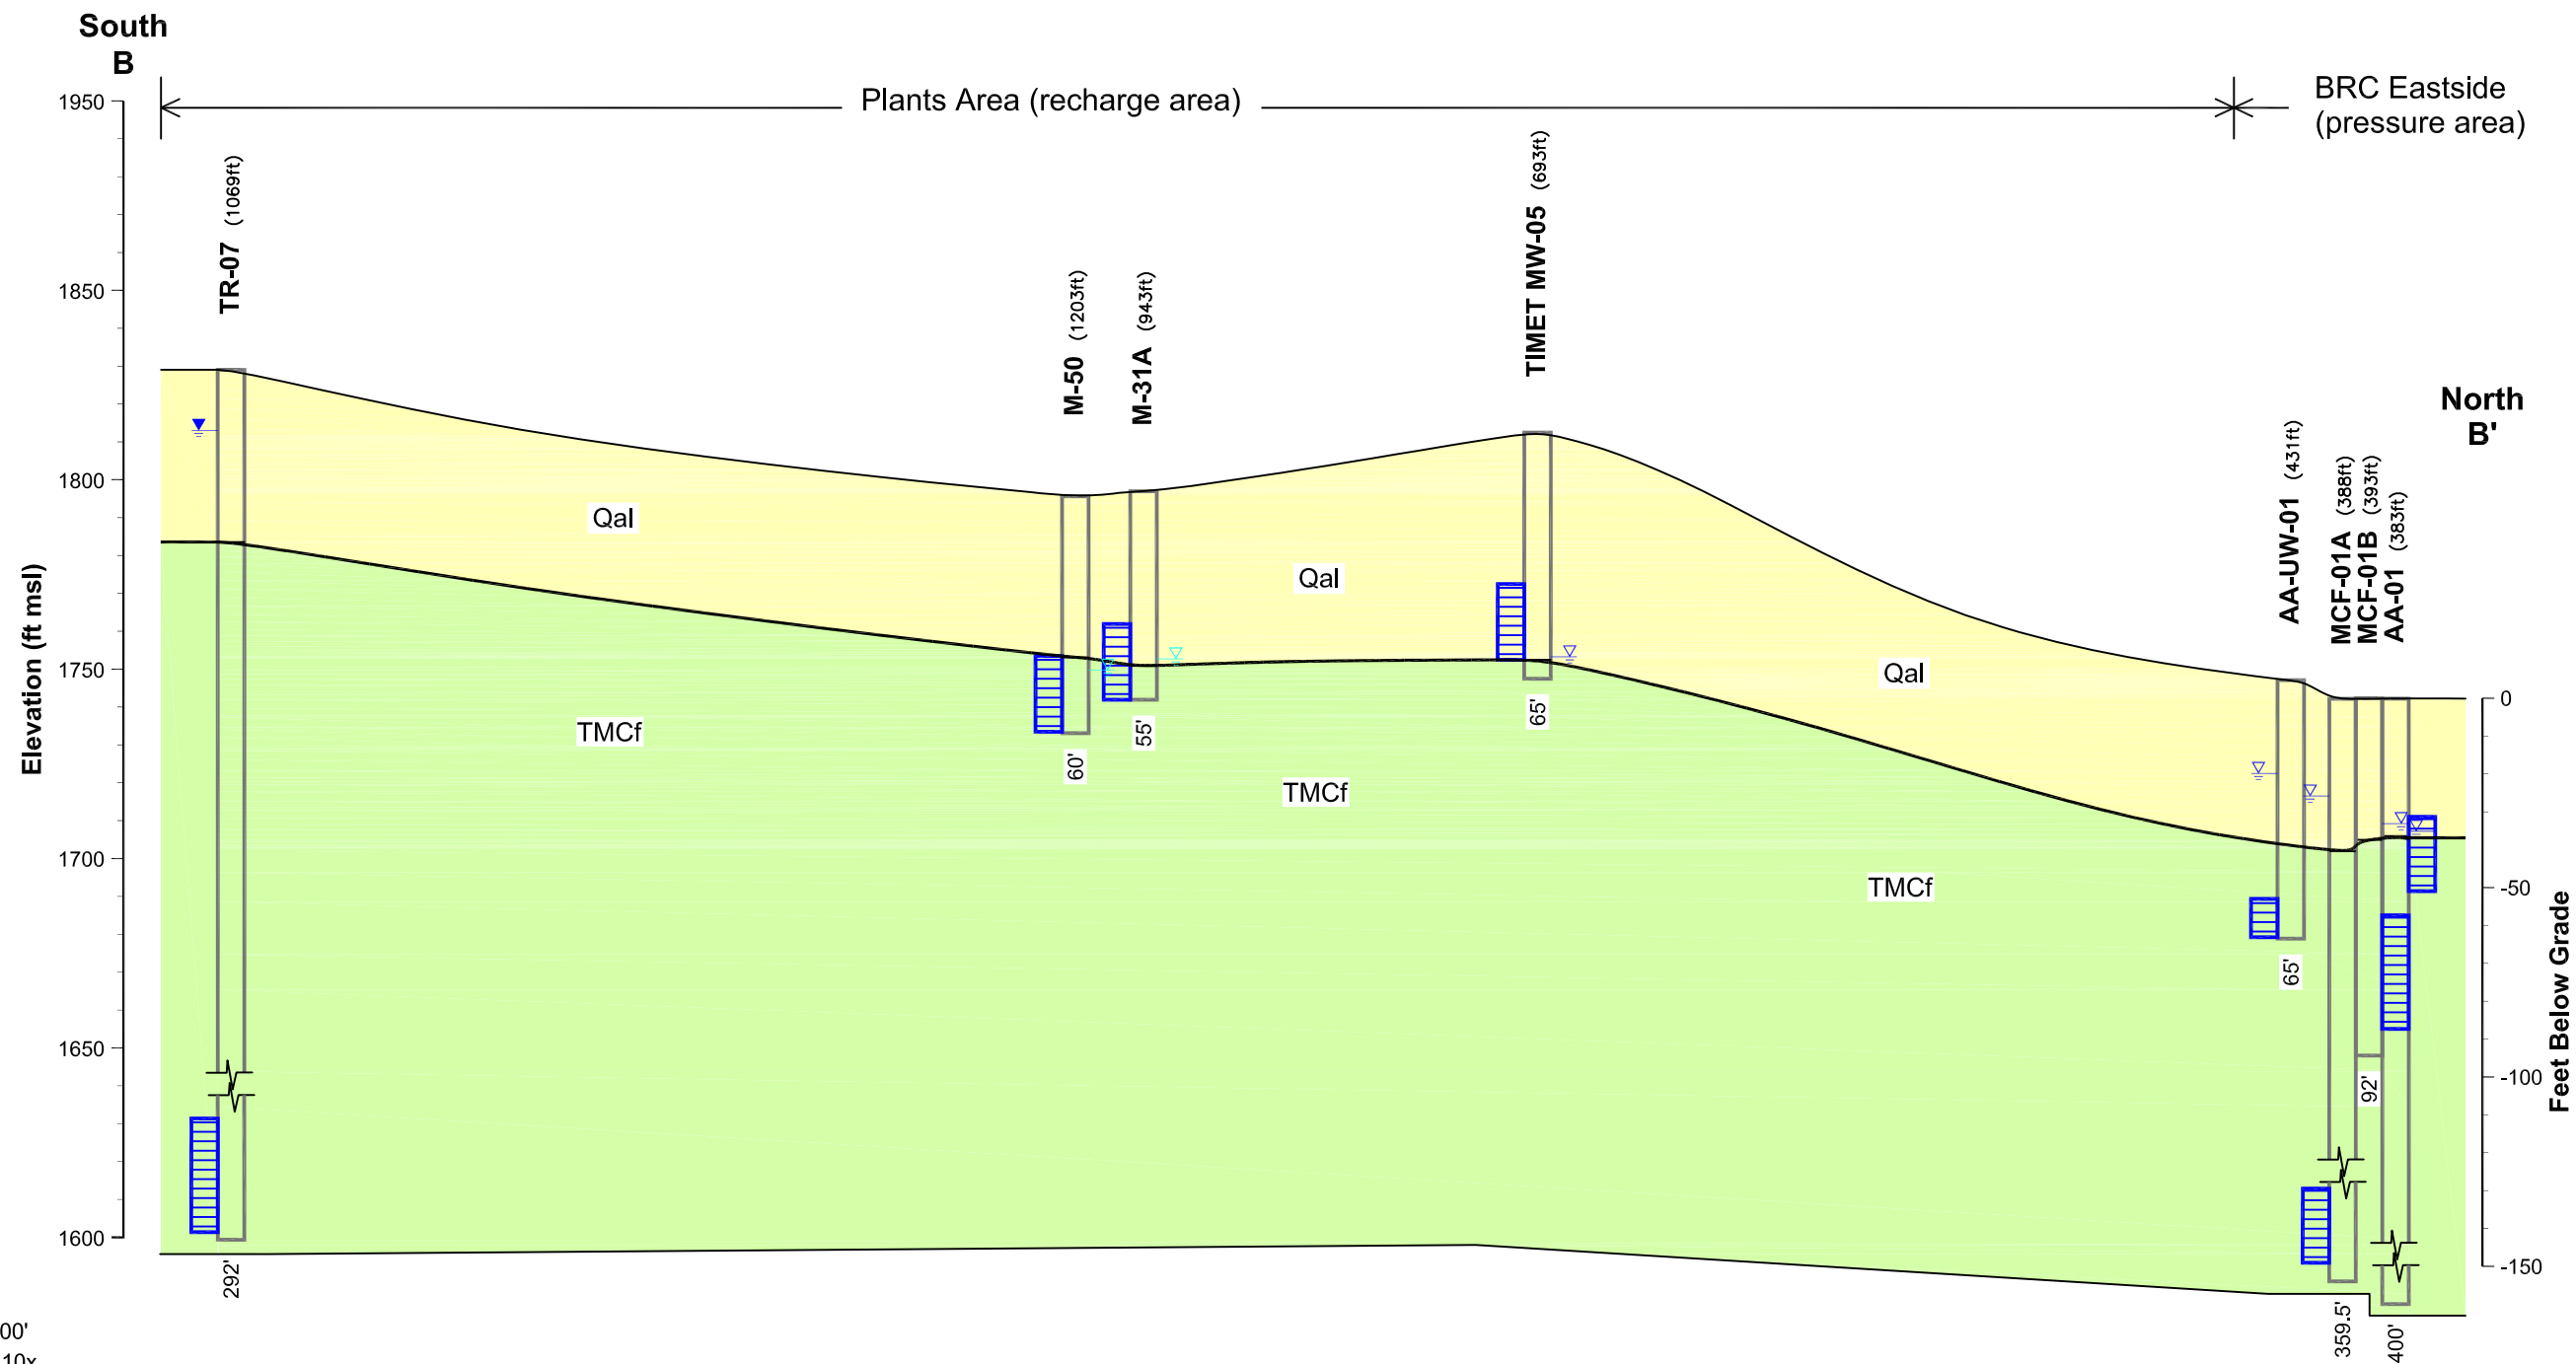 South
B
Plants Area (recharge area)
BRC Eastside
(pressure area)
1950
1850
1800
1750
1700
1650
1600
Elevation (ft msl)
TR-07 (1069ft)
M-50 (1203ft)
M-31A (943ft)
TIMET MW-05 (693ft)
AA-UW-01 (431ft)
MCF-01A (388ft)
MCF-01B (393ft)
AA-01 (383ft)
North
B'
Qal
Qal
Qal
TMCf
TMCf
TMCf
60'
55'
65'
65'
92'
292'
359.5'
400'
0
-50
-100
-150
Feet Below Grade
00'
10x